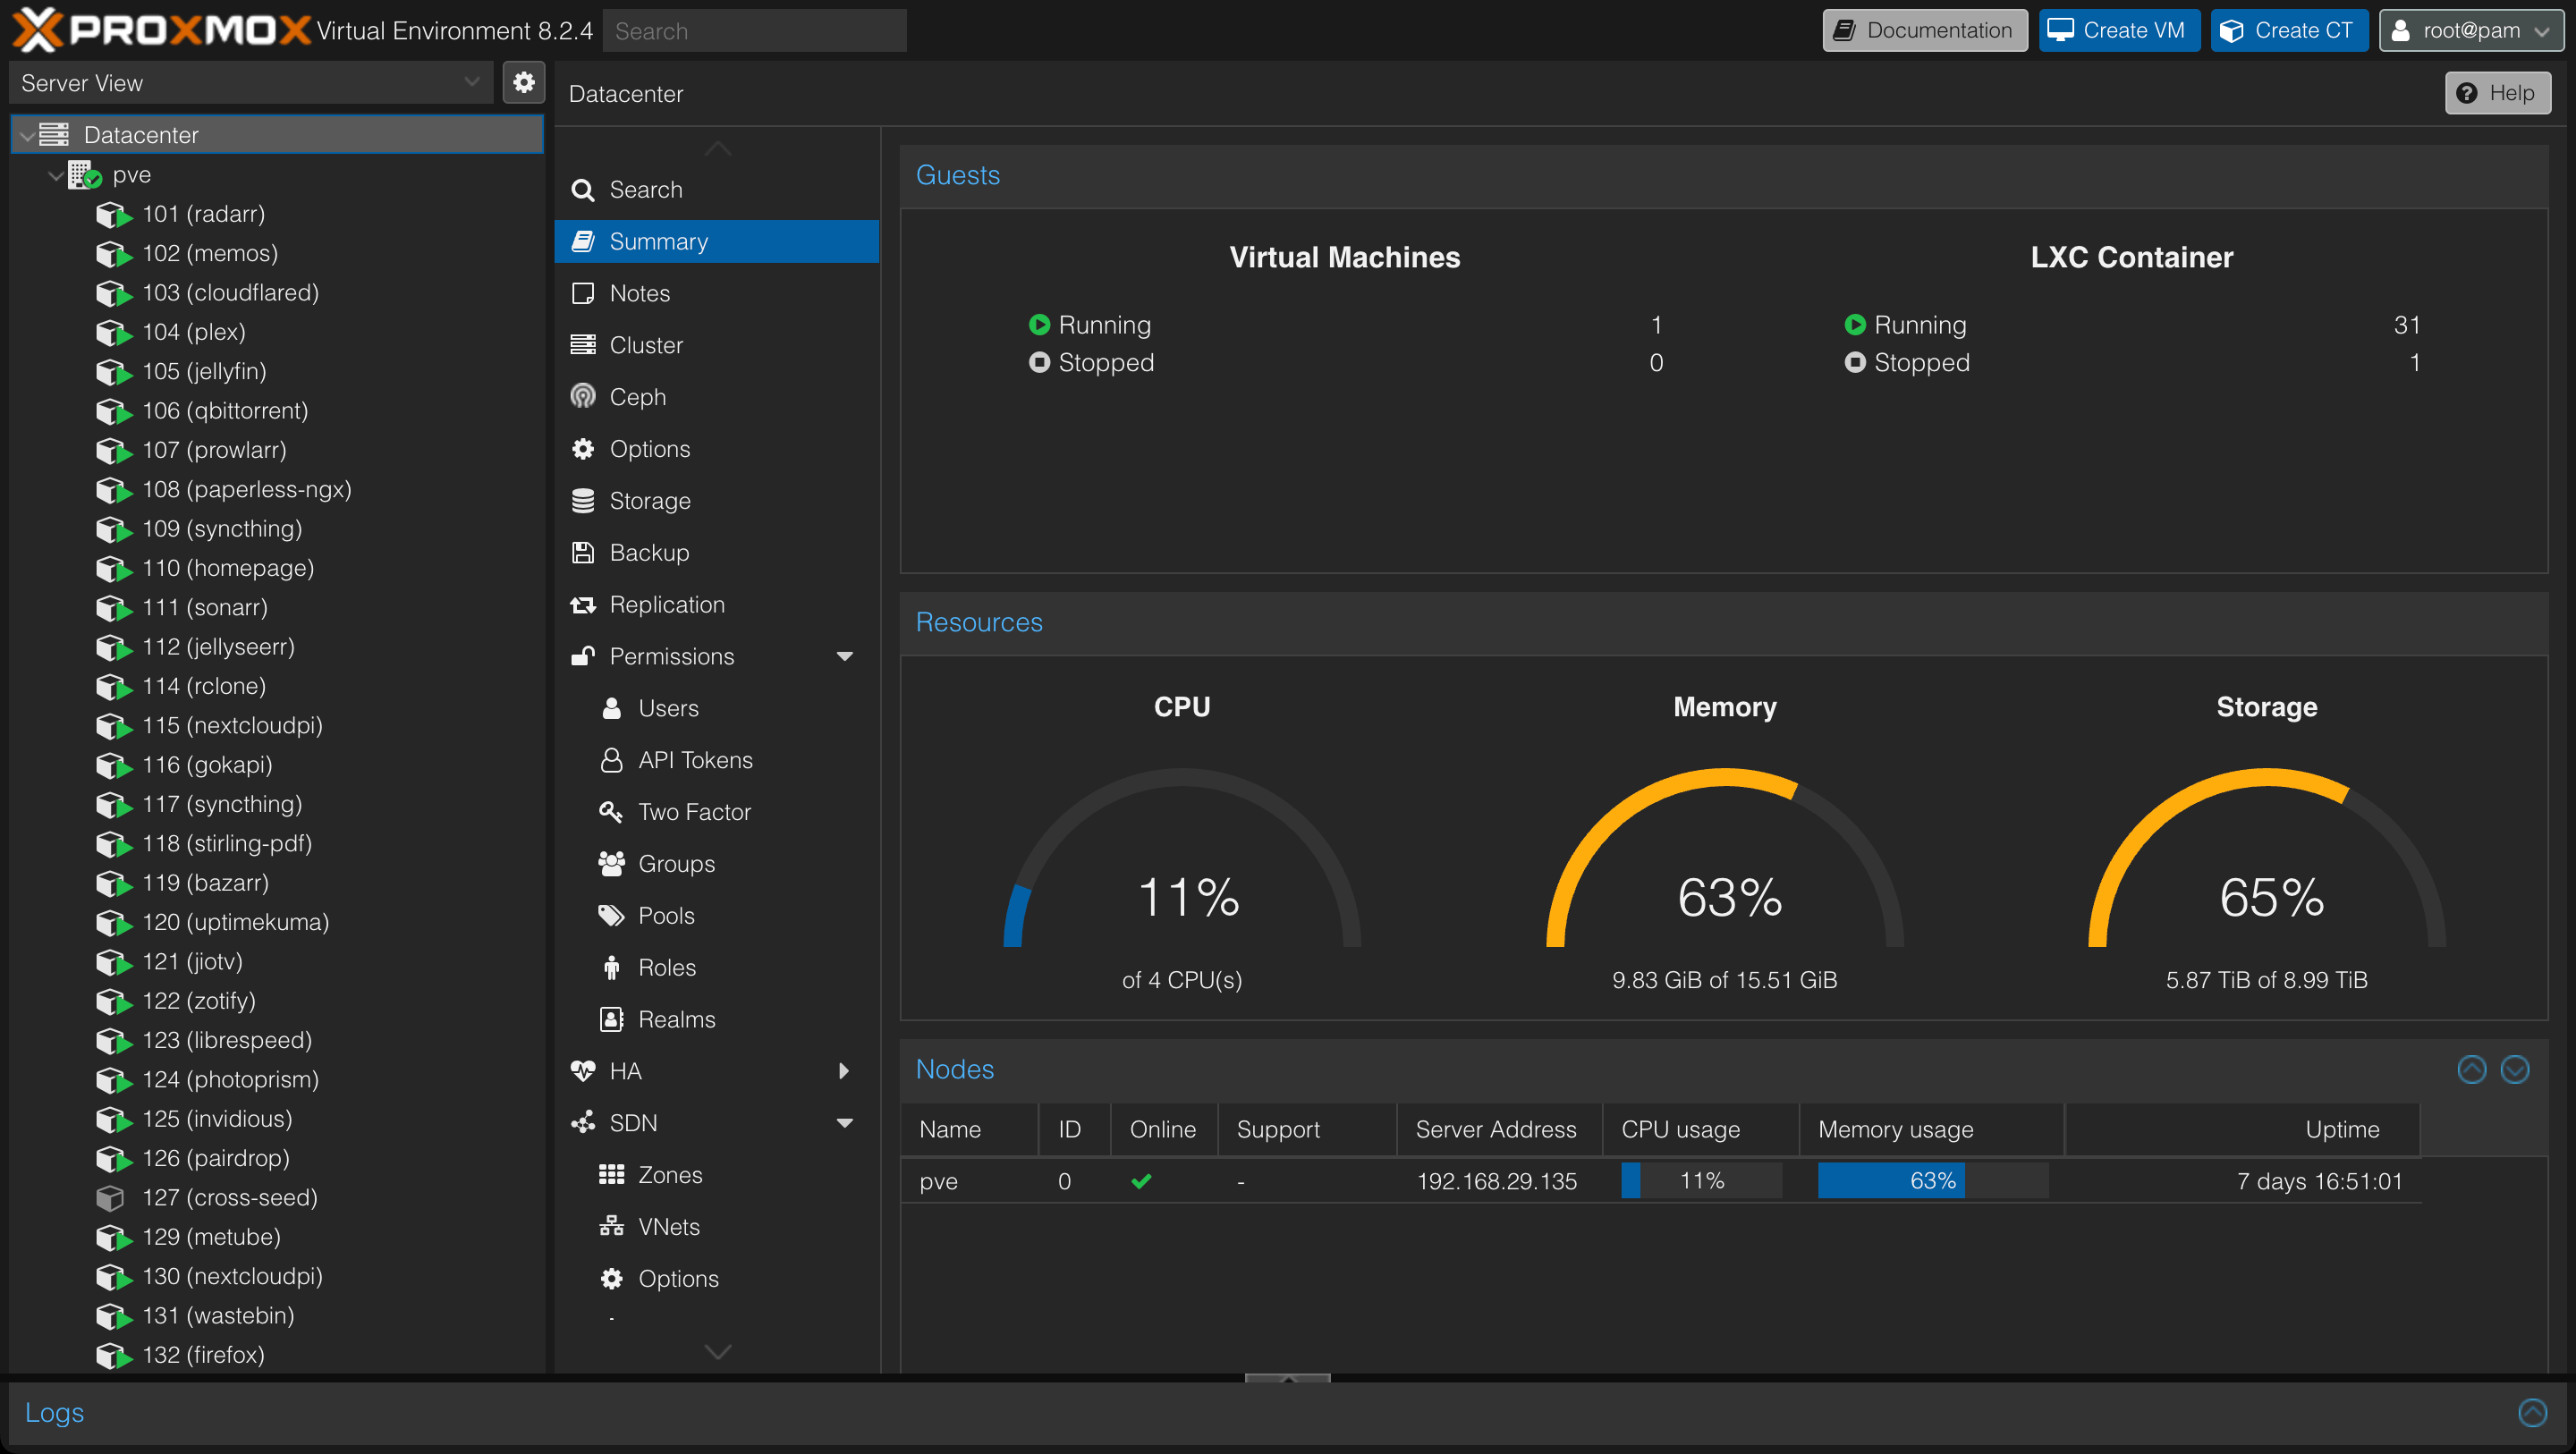 PROXMOX Virtual Environment 8.2.4
Search
Documentation
Create VM
Create CT
root@pam
Server View
Datacenter
pve
101 (radarr)
102 (memos)
103 (cloudflared)
104 (plex)
105 (jellyfin)
106 (qbittorrent)
107 (prowlarr)
108 (paperless-ngx)
109 (syncthing)
110 (homepage)
111 (sonarr)
112 (jellyseerr)
114 (rclone)
115 (nextcloudpi)
116 (gokapi)
117 (syncthing)
118 (stirling-pdf)
119 (bazarr)
120 (uptimekuma)
121 (jiotv)
122 (zotify)
123 (librespeed)
124 (photoprism)
125 (invidious)
126 (pairdrop)
127 (cross-seed)
129 (metube)
130 (nextcloudpi)
131 (wastebin)
132 (firefox)
Datacenter
Help
Search
Summary
Notes
Cluster
Ceph
Options
Storage
Backup
Replication
Permissions
Users
API Tokens
Two Factor
Groups
Pools
Roles
Realms
HA
SDN
Zones
VNets
Options
Guests
Virtual Machines
Running 1
Stopped 0
LXC Container
Running 31
Stopped 1
Resources
CPU
11%
of 4 CPU(s)
Memory
63%
9.83 GiB of 15.51 GiB
Storage
65%
5.87 TiB of 8.99 TiB
Nodes
Name ID Online Support Server Address CPU usage Memory usage Uptime
pve 0 - 192.168.29.135 11% 63% 7 days 16:51:01
Logs